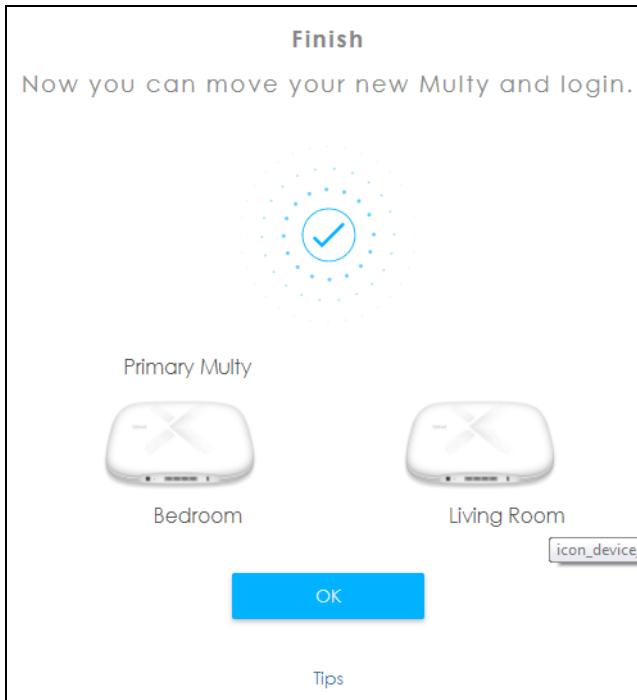 Finish
Now you can move your new Multy and login.
Primary Multy
Bedroom
Living Room
icon_device_
OK
Tips